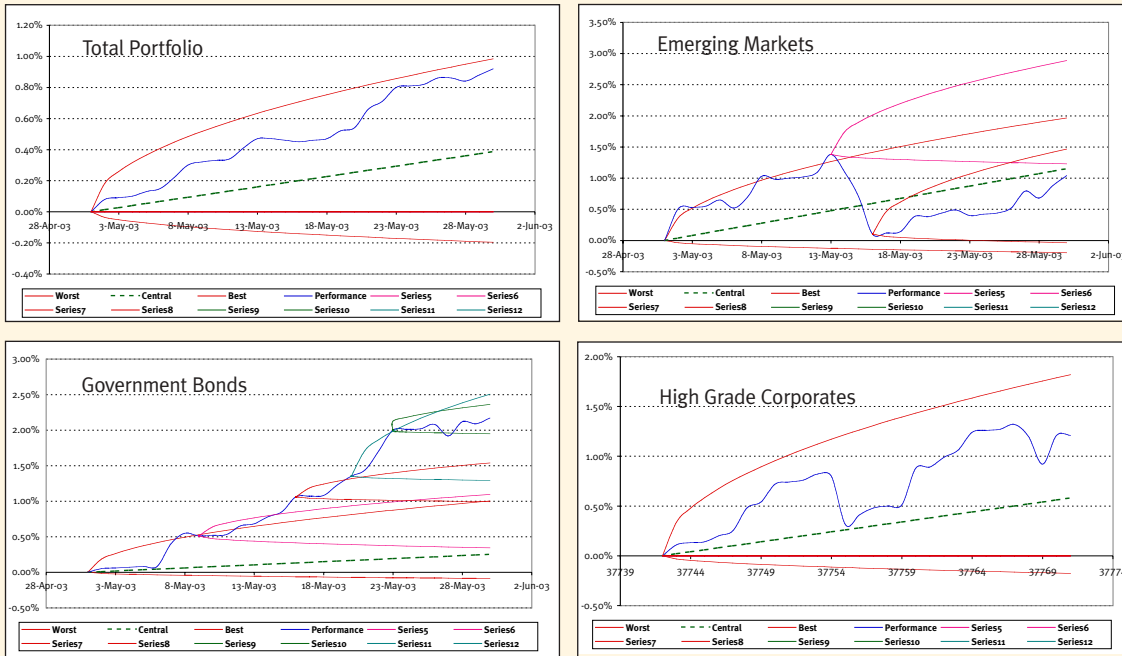 Total Portfolio
1.20%
1.00%
0.80%
0.60%
0.40%
0.20%
0.00%
28-Apr-03 3-May-03 8-May-03 13-May-03 18-May-03 23-May-03 28-May-03 2-Jun-03
-0.20%
-0.40%
Worst Central Best Performance Series5 Series6
Series7 Series8 Series9 Series10 Series11 Series12
Emerging Markets
3.50%
3.00%
2.50%
2.00%
1.50%
1.00%
0.50%
0.00%
28-Apr-03 3-May-03 8-May-03 13-May-03 18-May-03 23-May-03 28-May-03 2-Jun-03
-0.50%
Worst Central Best Performance Series5 Series6
Series7 Series8 Series9 Series10 Series11 Series12
Government Bonds
3.00%
2.50%
2.00%
1.50%
1.00%
0.50%
0.00%
28-Apr-03 3-May-03 8-May-03 13-May-03 18-May-03 23-May-03 28-May-03 2-Jun-03
-0.50%
Worst Central Best Performance Series5 Series6
Series7 Series8 Series9 Series10 Series11 Series12
High Grade Corporates
2.00%
1.50%
1.00%
0.50%
0.00%
37739 37744 37749 37754 37759 37764 37769
-0.50%
Worst Central Best Performance Series5 Series6
Series7 Series8 Series9 Series10 Series11 Series12